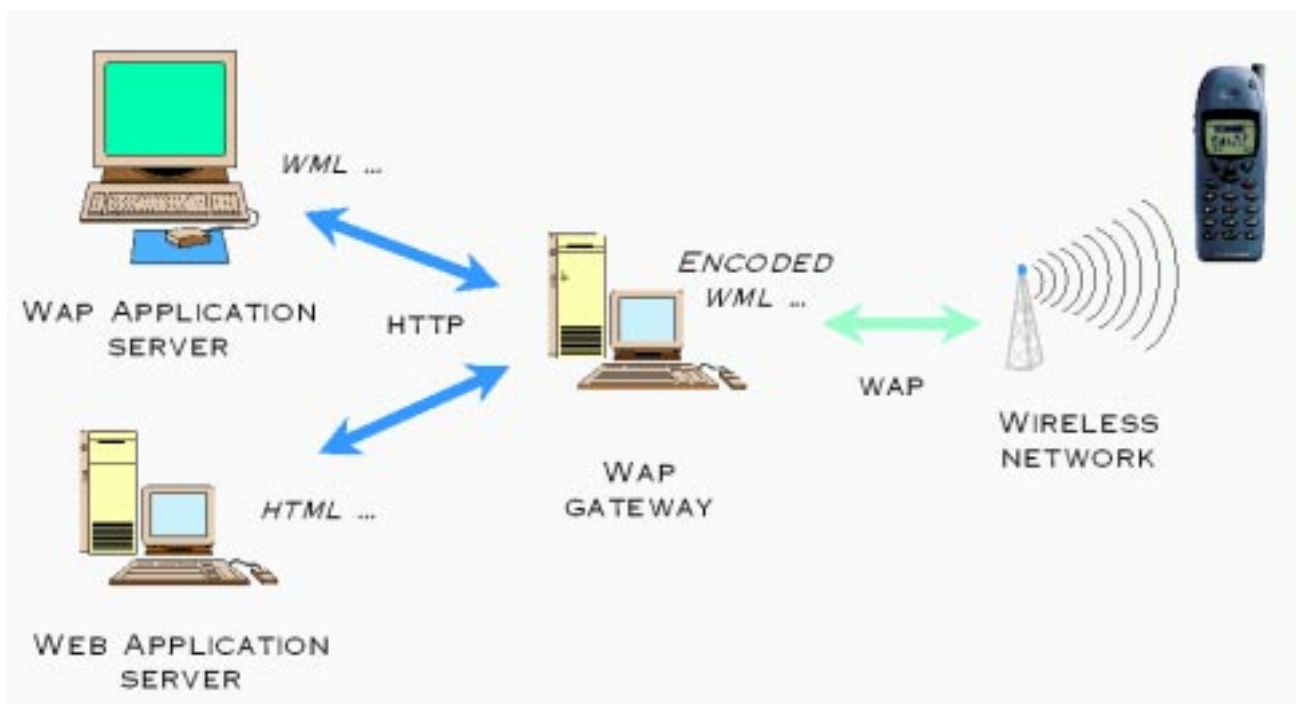 WML ...
WAP APPLICATION
SERVER
HTTP
ENCODED
WML ...
WAP
WIRELESS
NETWORK
WAP
GATEWAY
HTML ...
WEB APPLICATION
SERVER